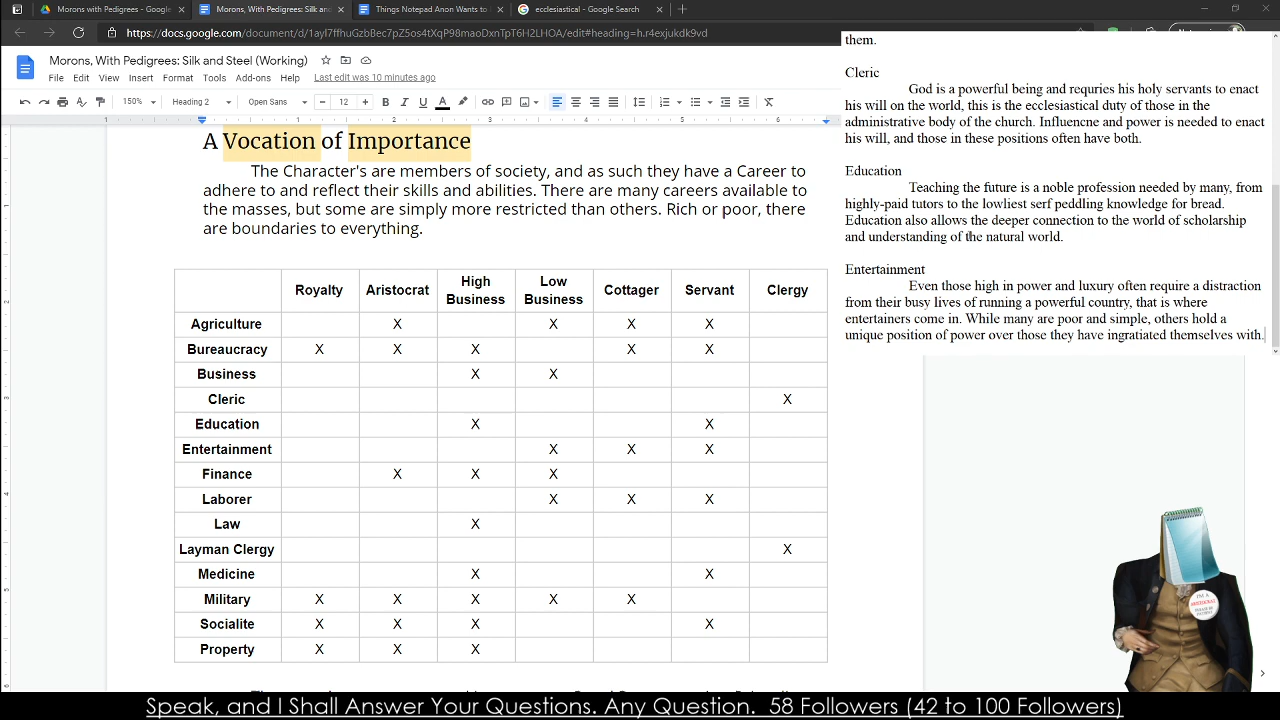 Morons with Pedigrees - Google
Morons, With Pedigrees: Silk and
Things Notepad Anon Wants to
ecclesiastical - Google Search
https://docs.google.com/document/d/1ayI7ffhuGzbBec7pZ5os4tXqP98maoDxnTpT6H2LHOA/edit#heading=h.r4exjukdk9vd
Morons, With Pedigrees: Silk and Steel (Working)
File Edit View Insert Format Tools Add-ons Help Last edit was 10 minutes ago
150% Heading 2 Open Sans 12 B I U A
1 1 2 3 4 5 6
A Vocation of Importance
The Character's are members of society, and as such they have a Career to
adhere to and reflect their skills and abilities. There are many careers available to
the masses, but some are simply more restricted than others. Rich or poor, there
are boundaries to everything.
Royalty Aristocrat High Business Low Business Cottager Servant Clergy
Agriculture X X X X
Bureaucracy X X X X X
Business X X
Cleric X
Education X X
Entertainment X X X
Finance X X X
Laborer X X X
Law X
Layman Clergy X
Medicine X X
Military X X X X X
Socialite X X X X
Property X X X
them.
Cleric
God is a powerful being and requries his holy servants to enact
his will on the world, this is the ecclesiastical duty of those in the
administrative body of the church. Influencne and power is needed to enact
his will, and those in these positions often have both.
Education
Teaching the future is a noble profession needed by many, from
highly-paid tutors to the lowliest serf peddling knowledge for bread.
Education also allows the deeper connection to the world of scholarship
and understanding of the natural world.
Entertainment
Even those high in power and luxury often require a distraction
from their busy lives of running a powerful country, that is where
entertainers come in. While many are poor and simple, others hold a
unique position of power over those they have ingratiated themselves with.
I'M A
ARISTOCRAT
Speak, and I Shall Answer Your Questions. Any Question. 58 Followers (42 to 100 Followers)